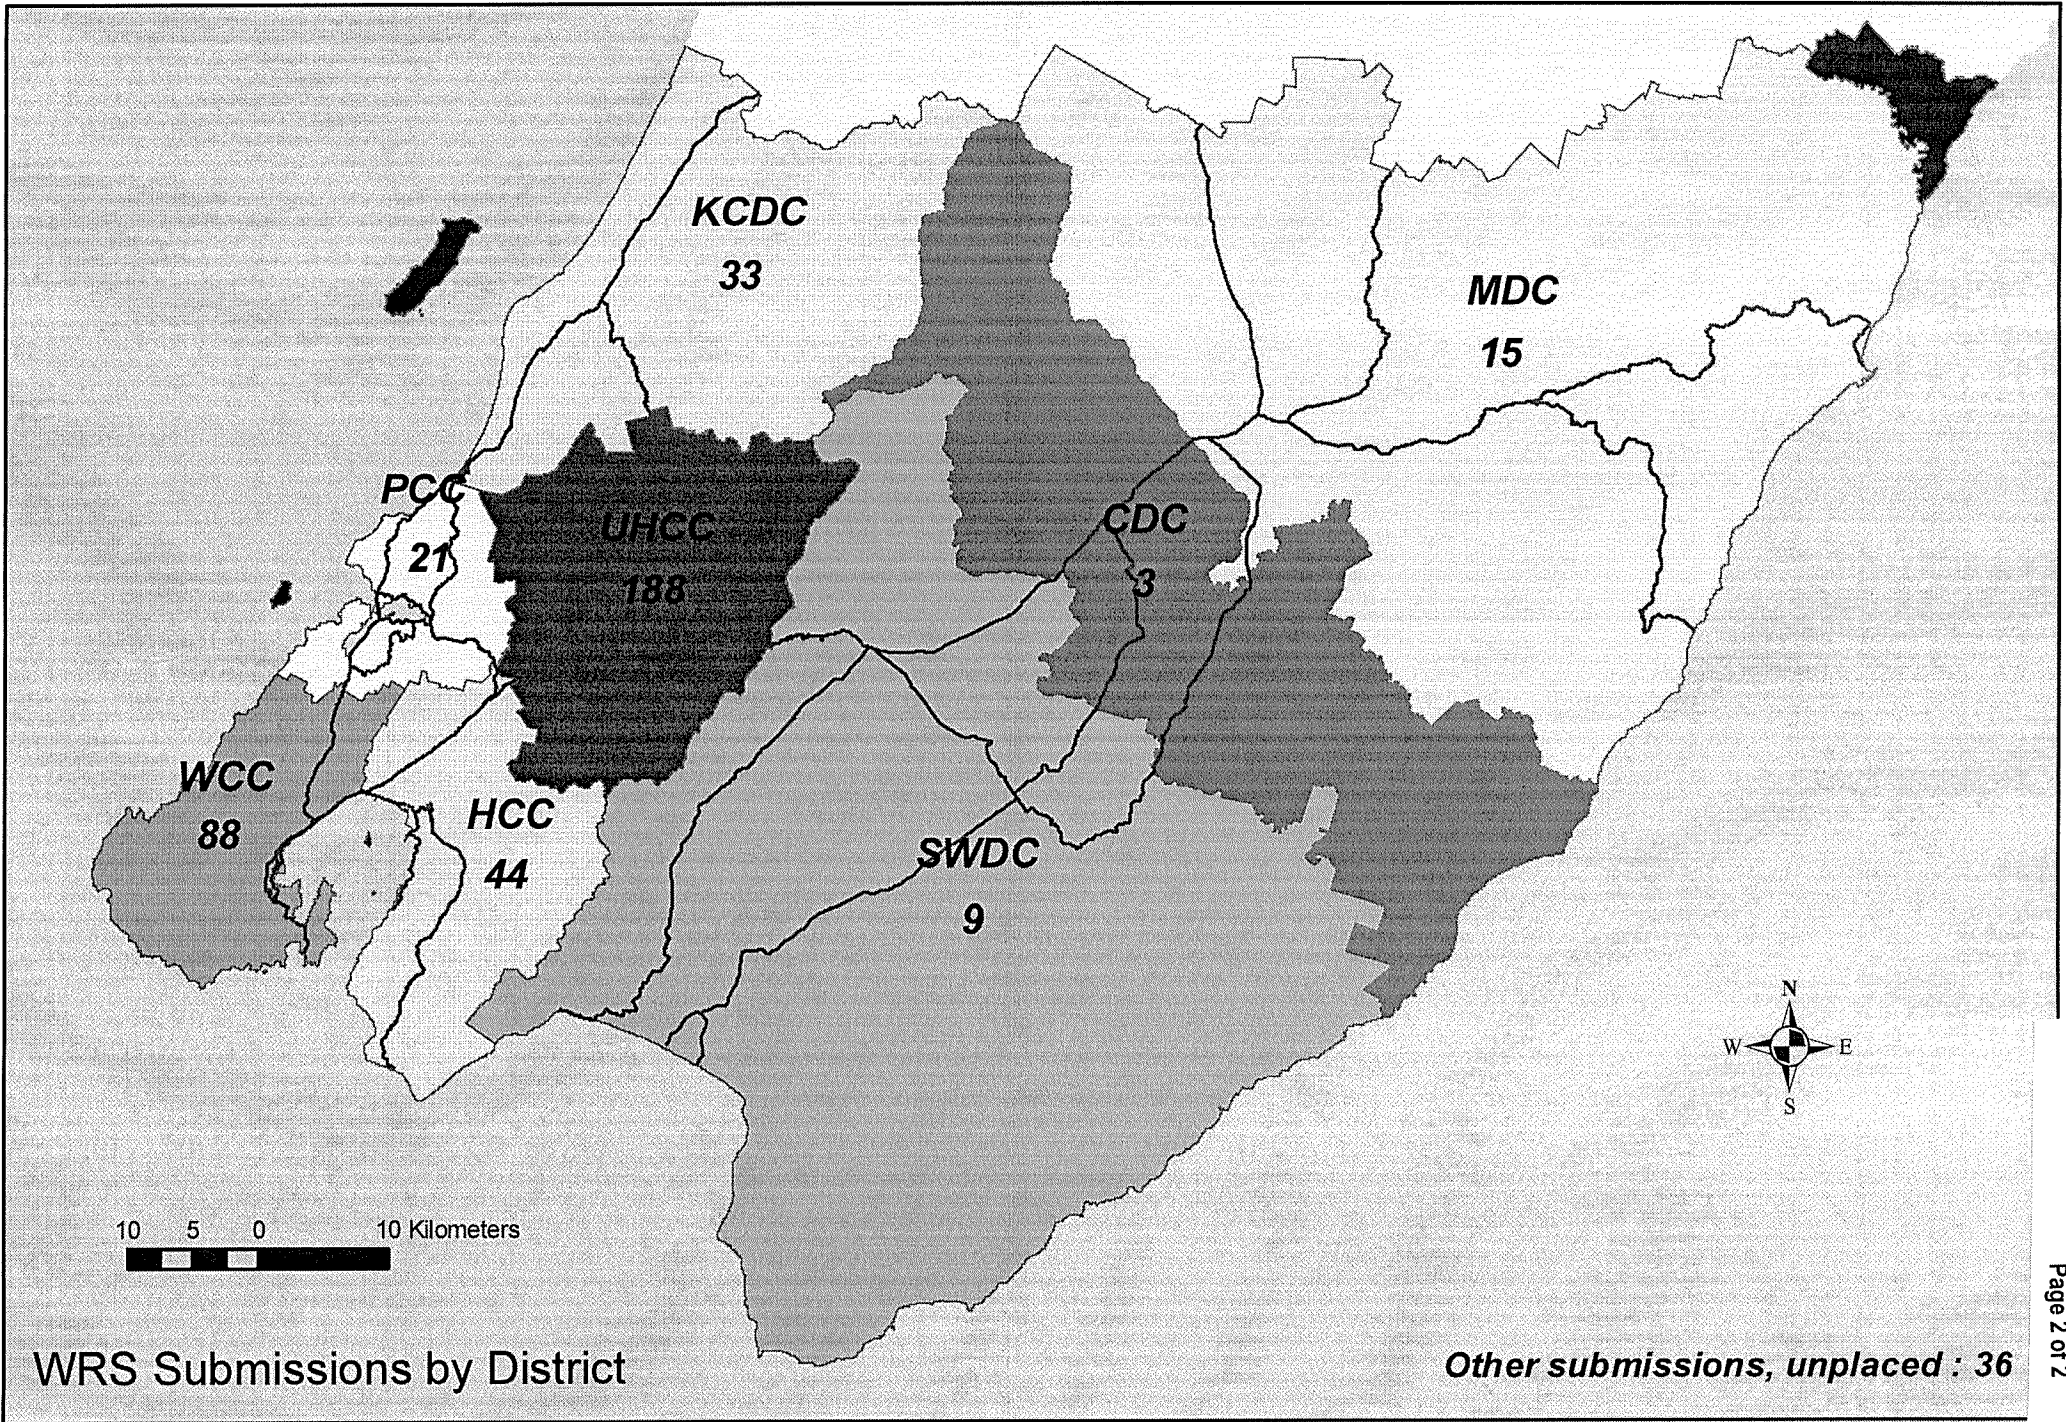 KCDC
33
MDC
15
PCC
21
UHCC
188
CDC
3
WCC
88
HCC
44
SWDC
9
N
W E
S
10 5 0 10 Kilometers
WRS Submissions by District
Other submissions, unplaced : 36
Page 2 of 2